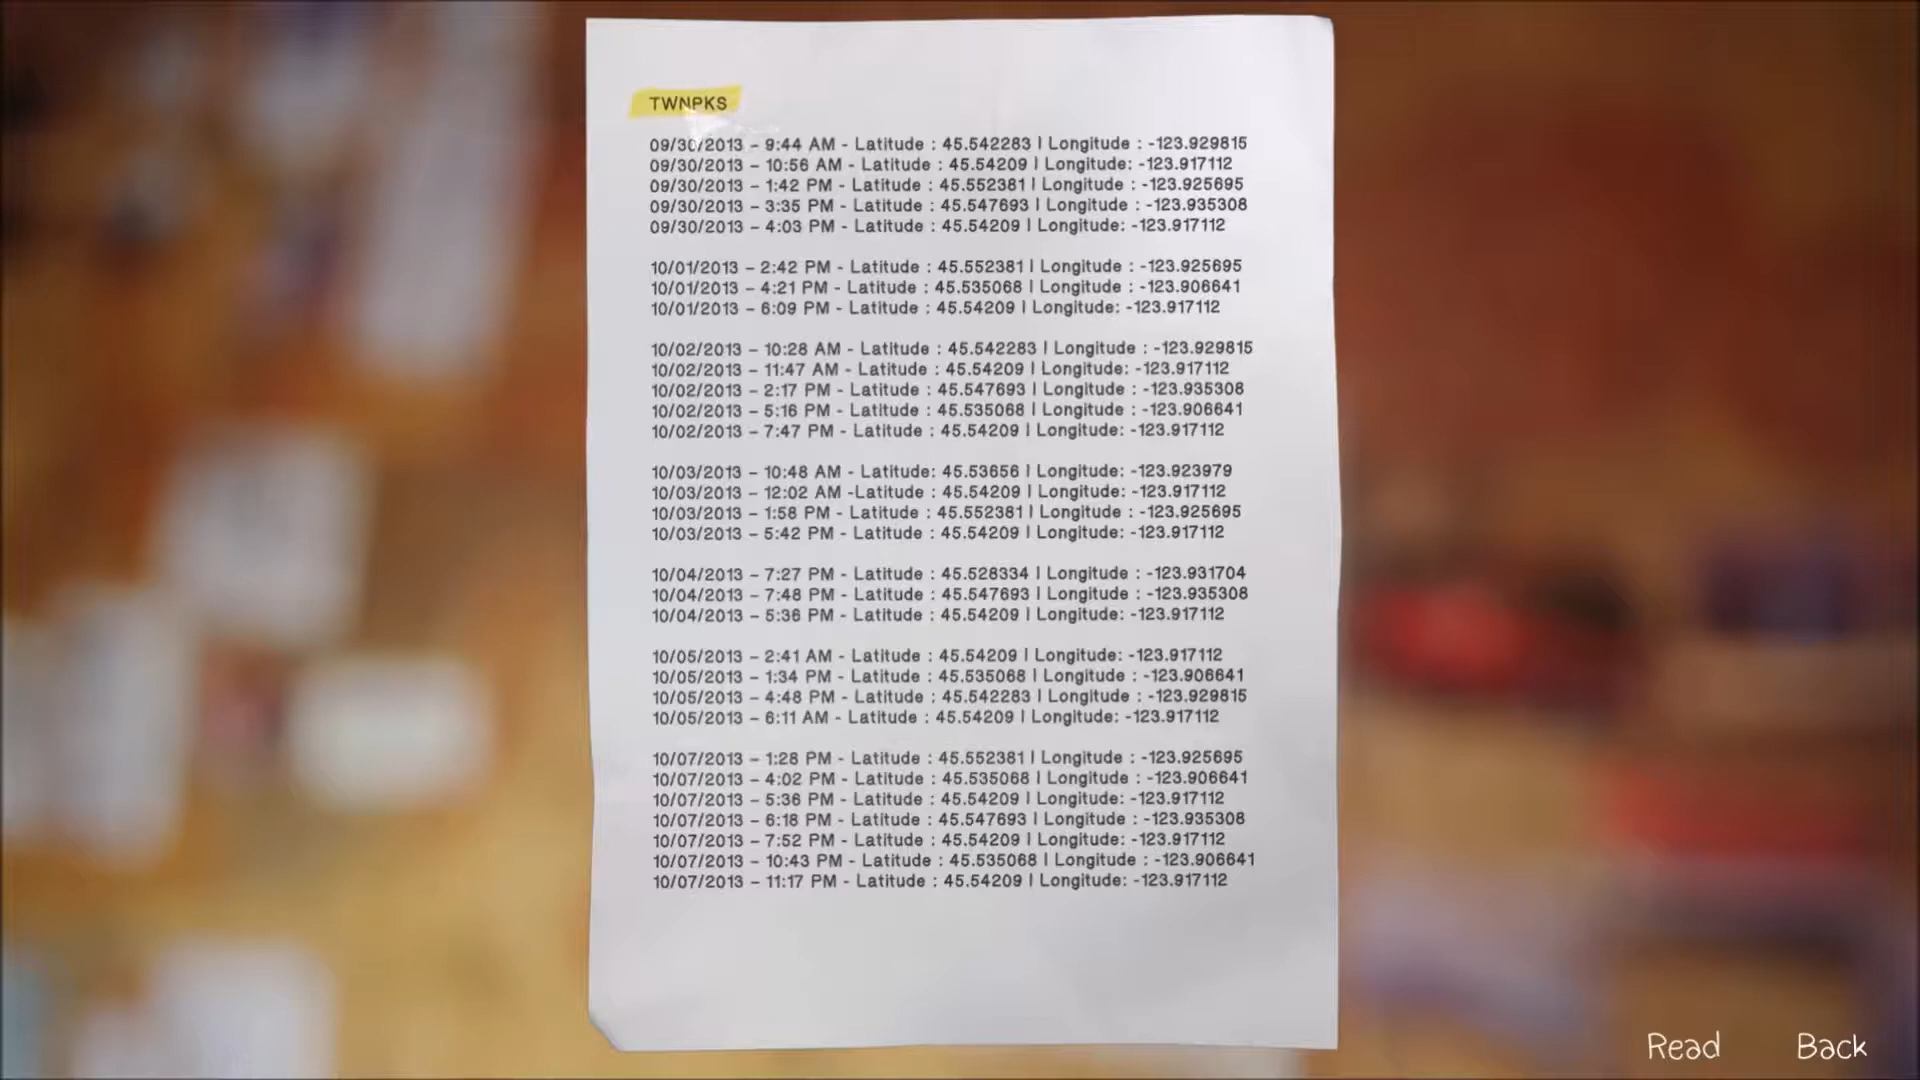 TWNPKS
09/30/2013 – 9:44 AM - Latitude : 45.542283 | Longitude : -123.929815
09/30/2013 – 10:56 AM - Latitude : 45.54209 | Longitude: -123.917112
09/30/2013 – 1:42 PM - Latitude : 45.552381 | Longitude : -123.925695
09/30/2013 – 3:35 PM - Latitude : 45.547693 | Longitude : -123.935308
09/30/2013 – 4:03 PM - Latitude : 45.54209 | Longitude: -123.917112
10/01/2013 – 2:42 PM - Latitude : 45.552381 | Longitude : -123.925695
10/01/2013 – 4:21 PM - Latitude : 45.535068 | Longitude : -123.906641
10/01/2013 – 6:09 PM - Latitude : 45.54209 | Longitude: -123.917112
10/02/2013 – 10:28 AM - Latitude : 45.542283 | Longitude : -123.929815
10/02/2013 – 11:47 AM - Latitude : 45.54209 | Longitude: -123.917112
10/02/2013 – 2:17 PM - Latitude : 45.547693 | Longitude : -123.935308
10/02/2013 – 5:16 PM - Latitude : 45.535068 | Longitude : -123.906641
10/02/2013 – 7:47 PM - Latitude : 45.54209 | Longitude: -123.917112
10/03/2013 – 10:48 AM - Latitude: 45.53656 | Longitude: -123.923979
10/03/2013 – 12:02 AM -Latitude : 45.54209 | Longitude: -123.917112
10/03/2013 – 1:58 PM - Latitude : 45.552381 | Longitude : -123.925695
10/03/2013 – 5:42 PM - Latitude : 45.54209 | Longitude: -123.917112
10/04/2013 – 7:27 PM - Latitude : 45.528334 | Longitude : -123.931704
10/04/2013 – 7:48 PM - Latitude : 45.547693 | Longitude : -123.935308
10/04/2013 – 5:36 PM - Latitude : 45.54209 | Longitude: -123.917112
10/05/2013 – 2:41 AM - Latitude : 45.54209 | Longitude: -123.917112
10/05/2013 – 1:34 PM - Latitude : 45.535068 | Longitude : -123.906641
10/05/2013 – 4:48 PM - Latitude : 45.542283 | Longitude : -123.929815
10/05/2013 – 6:11 AM - Latitude : 45.54209 | Longitude: -123.917112
10/07/2013 – 1:28 PM - Latitude : 45.552381 | Longitude : -123.925695
10/07/2013 – 4:02 PM - Latitude : 45.535068 | Longitude : -123.906641
10/07/2013 – 5:36 PM - Latitude : 45.54209 | Longitude: -123.917112
10/07/2013 – 6:18 PM - Latitude : 45.547693 | Longitude : -123.935308
10/07/2013 – 7:52 PM - Latitude : 45.54209 | Longitude: -123.917112
10/07/2013 – 10:43 PM - Latitude : 45.535068 | Longitude : -123.906641
10/07/2013 – 11:17 PM - Latitude : 45.54209 | Longitude: -123.917112
Read Back